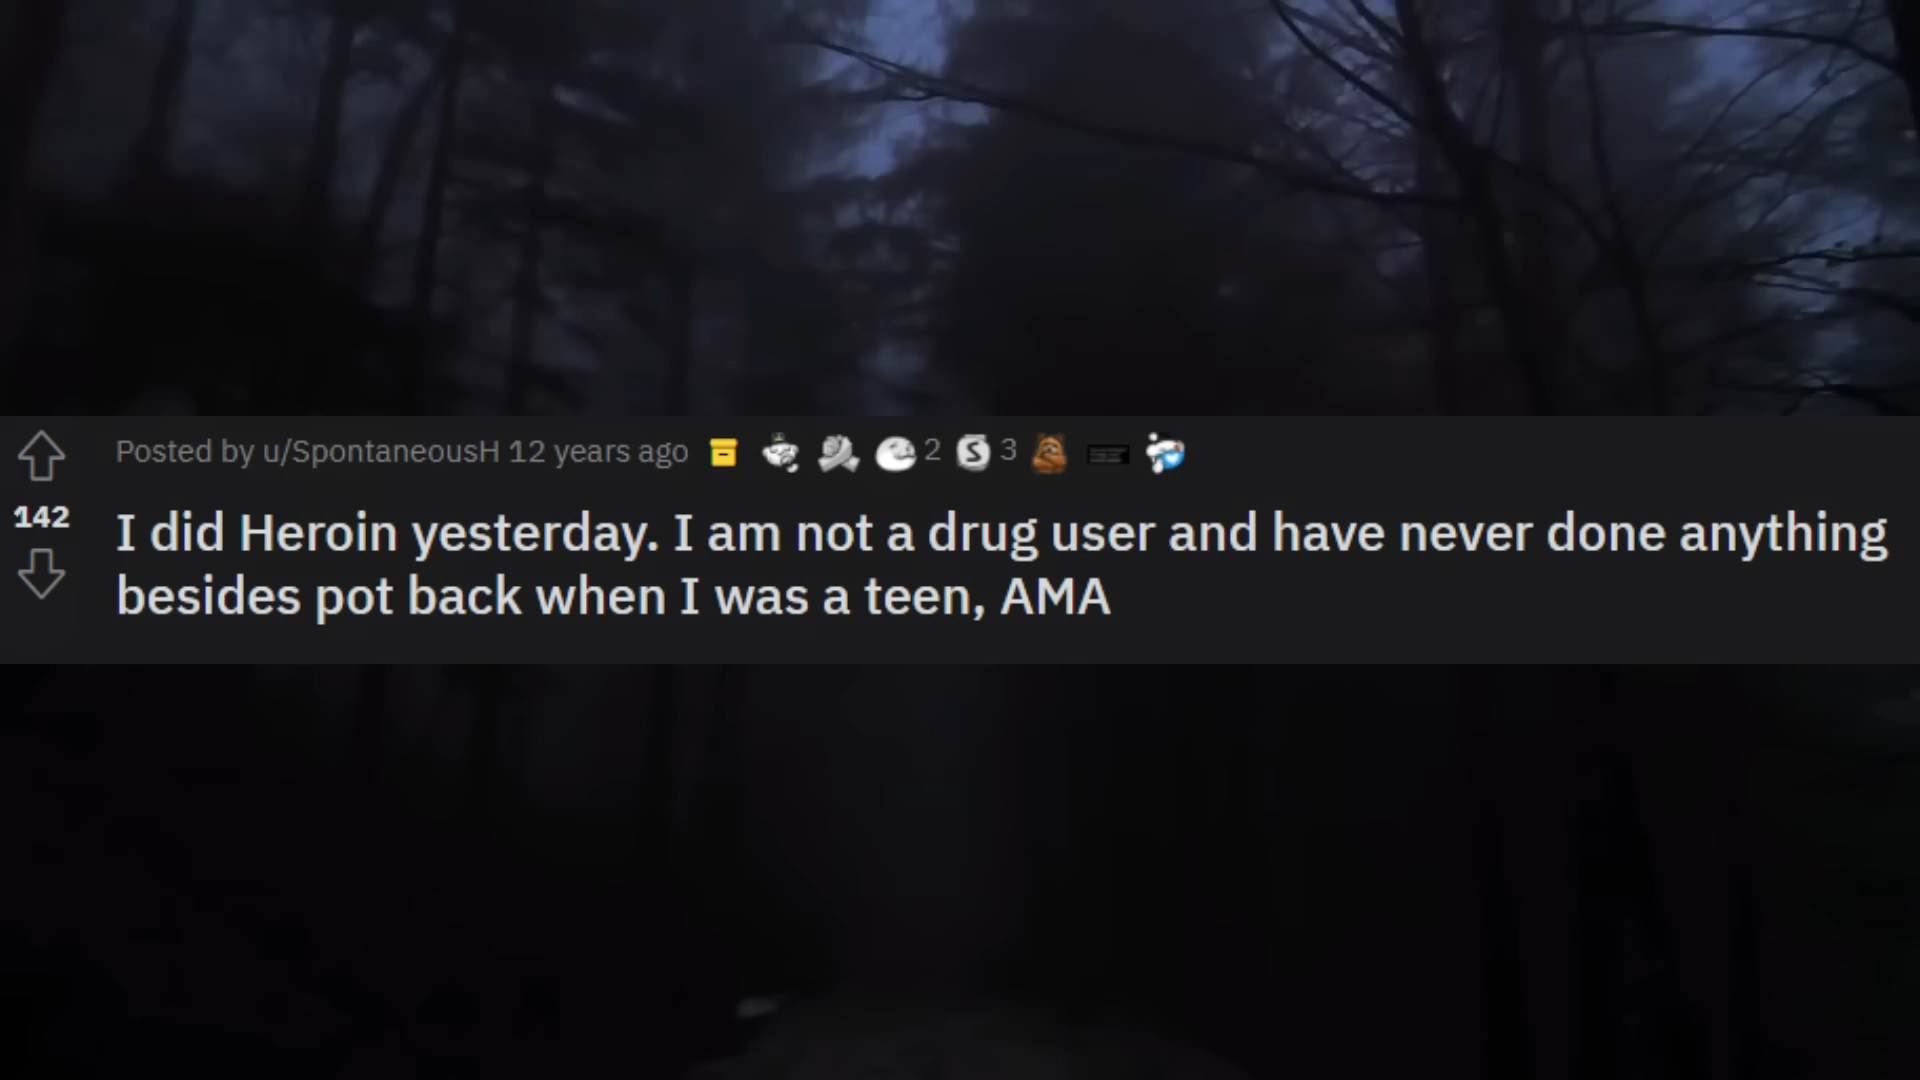 Posted by u/SpontaneousH 12 years ago 2 3
142
I did Heroin yesterday. I am not a drug user and have never done anything
besides pot back when I was a teen, AMA